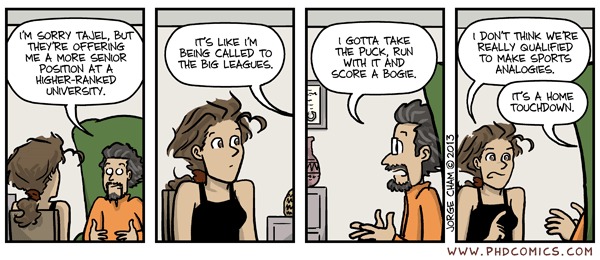 I'M SORRY TAJEL, BUT
THEY'RE OFFERING
ME A MORE SENIOR
POSITION AT A
HIGHER-RANKED
UNIVERSITY.
IT'S LIKE I'M
BEING CALLED TO
THE BIG LEAGUES.
I GOTTA TAKE
THE PUCK, RUN
WITH IT AND
SCORE A BOGIE.
I DON'T THINK WE'RE
REALLY QUALIFIED
TO MAKE SPORTS
ANALOGIES.
IT'S A HOME
TOUCHDOWN.
JORGE CHAM © 2013
WWW.PHDCOMICS.COM